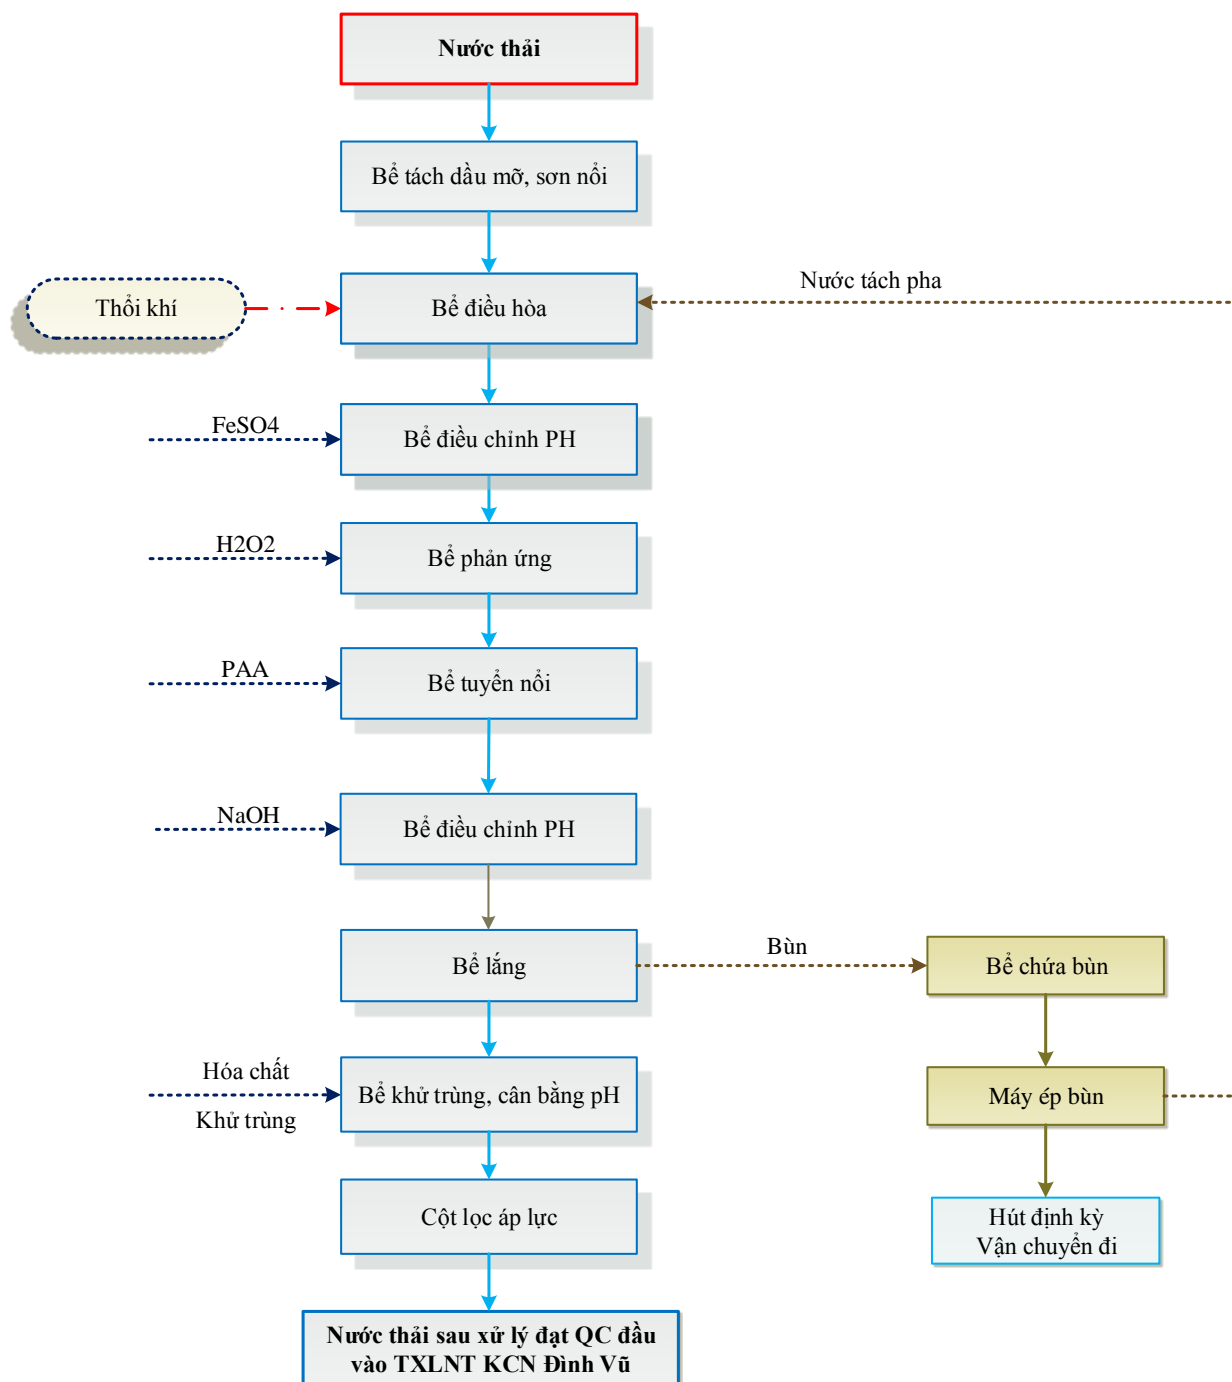 Nước thải
Bể tách dầu mỡ, sơn nổi
Thổi khí
Bể điều hòa
Nước tách pha
FeSO4
Bể điều chỉnh PH
H2O2
Bể phản ứng
PAA
Bể tuyển nổi
NaOH
Bể điều chỉnh PH
Bể lắng
Bùn
Bể chứa bùn
Hóa chất
Khử trùng
Bể khử trùng, cân bằng pH
Máy ép bùn
Cột lọc áp lực
Hút định kỳ
Vận chuyển đi
Nước thải sau xử lý đạt QC đầu
vào TXLNT KCN Đình Vũ